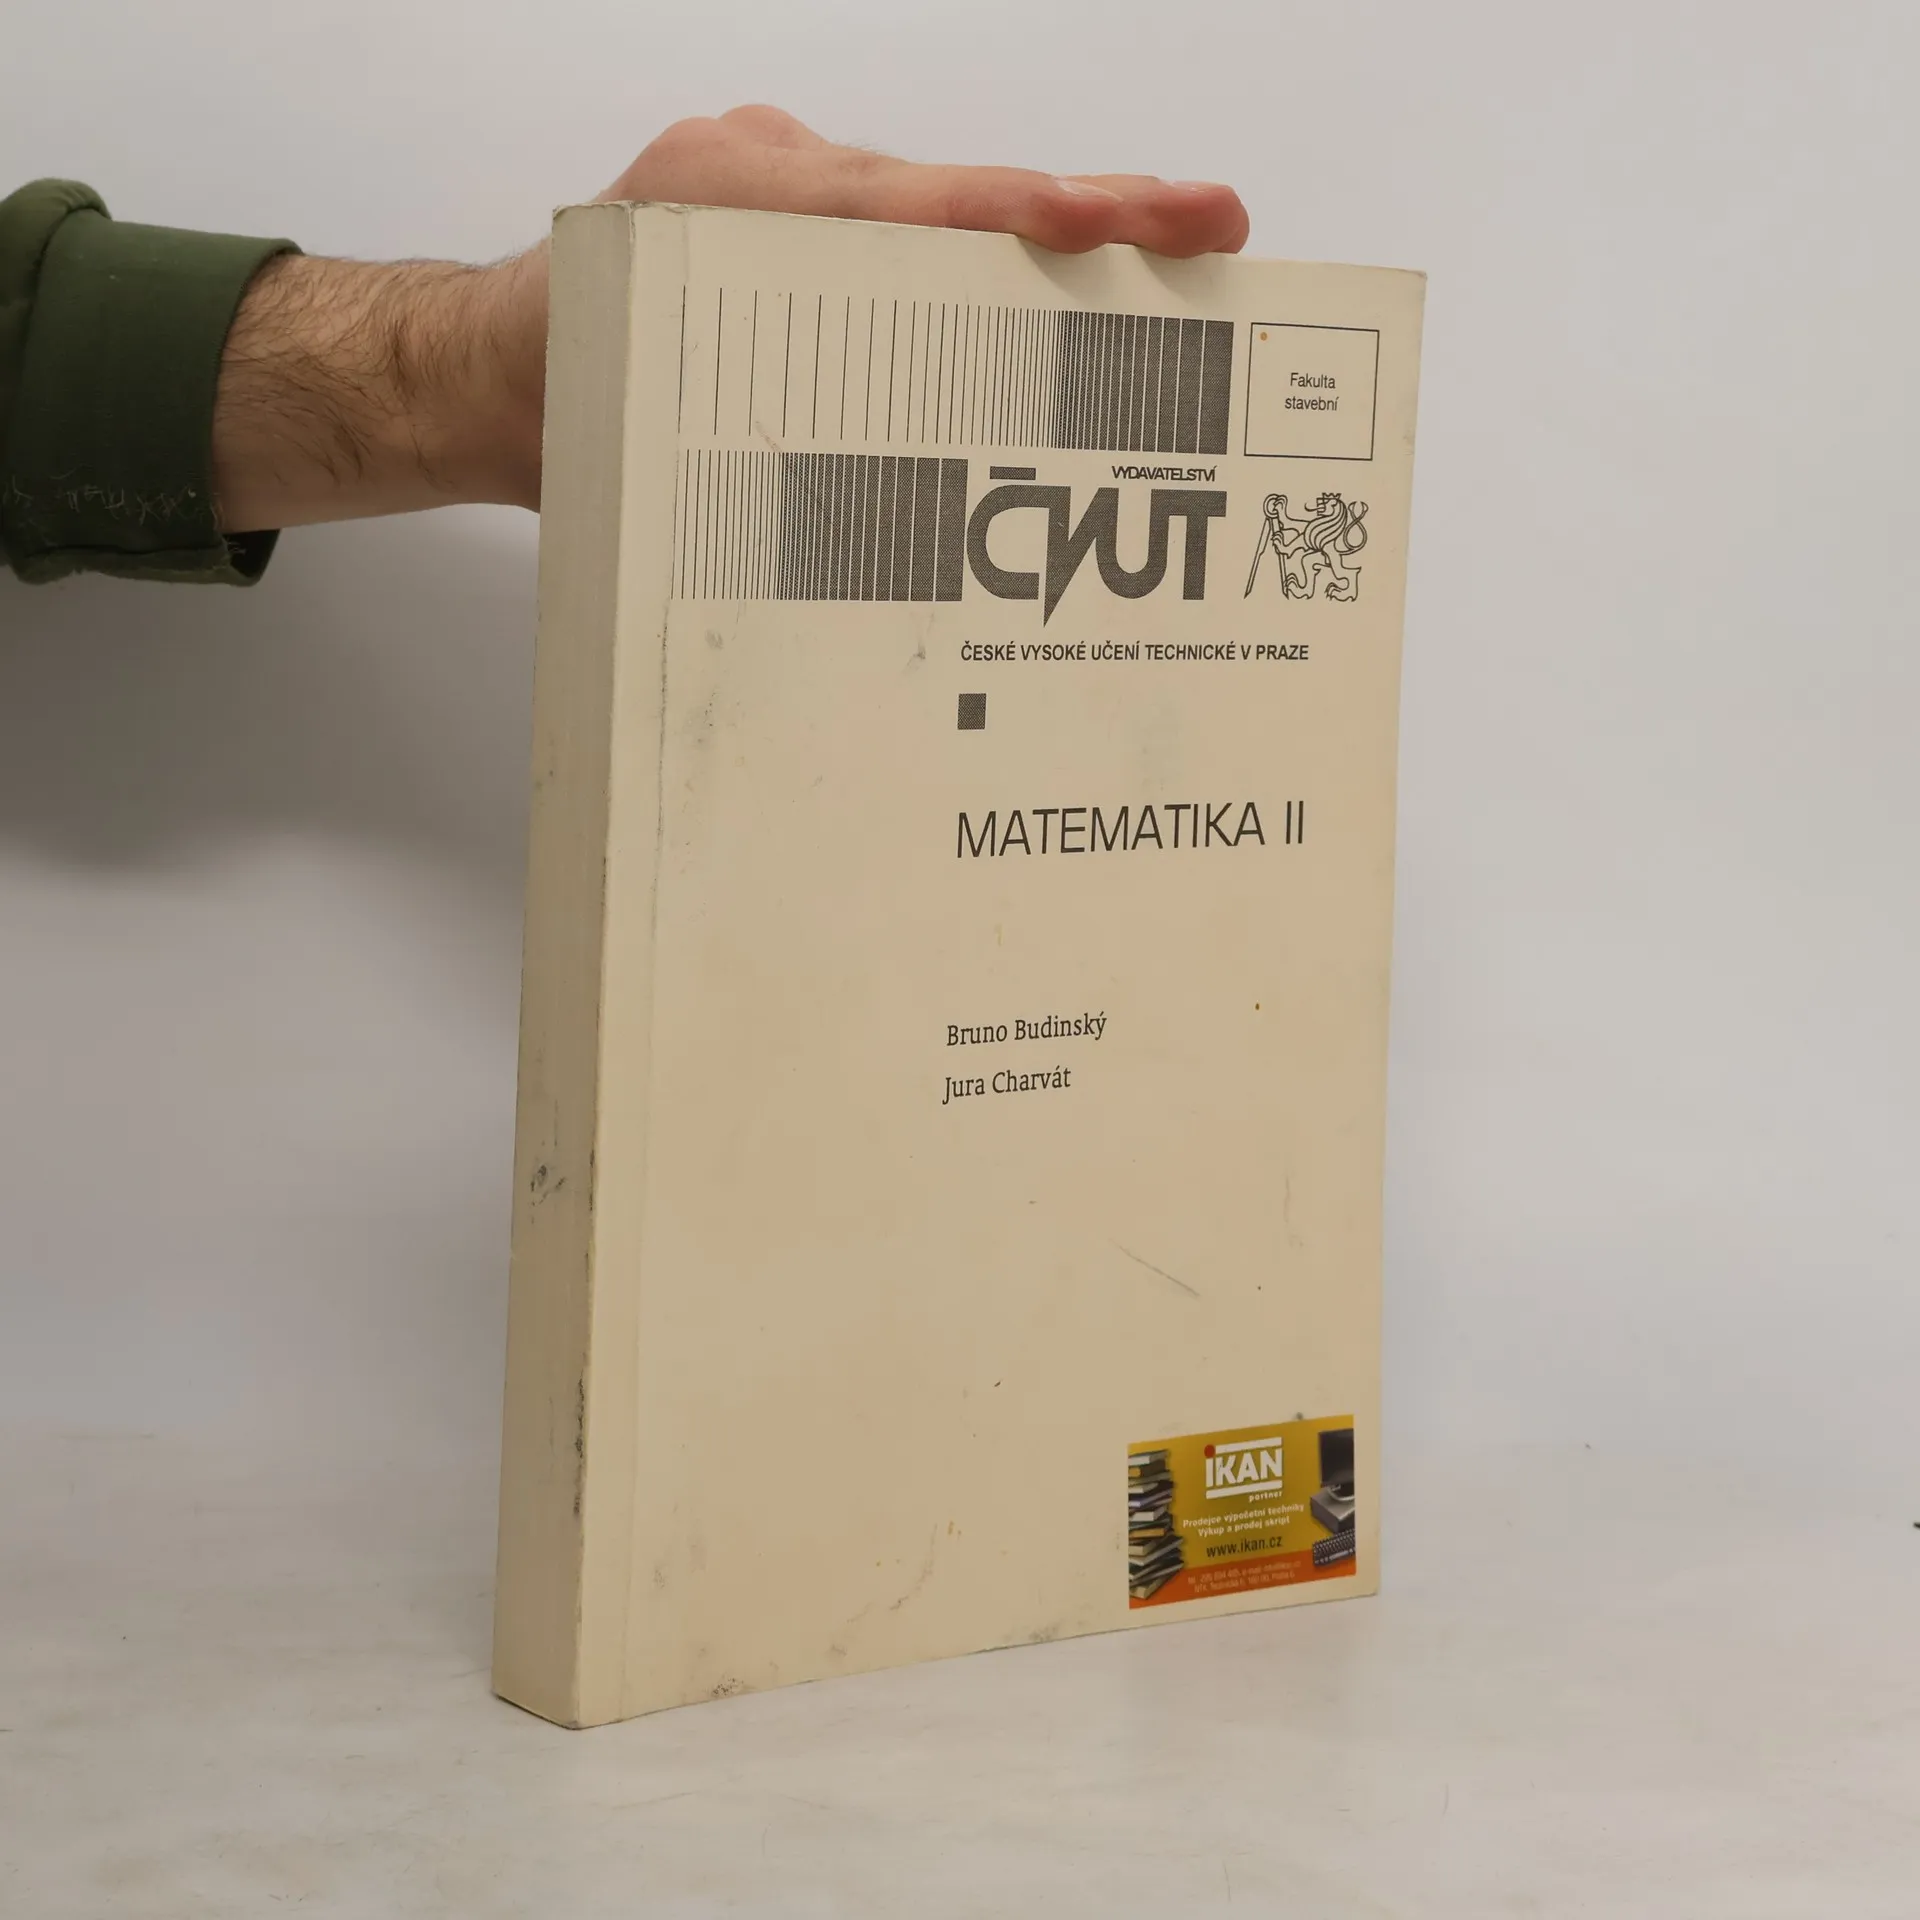 Fakulta
stavební
VYDAVATELSTVÍ
ČVUT
ČESKÉ VYSOKÉ UČENÍ TECHNICKÉ V PRAZE
MATEMATIKA II
Bruno Budinský
Jura Charvát
iKAN
partner
Prodejce výpočetní techniky
Výkup a prodej skript
www.ikan.cz